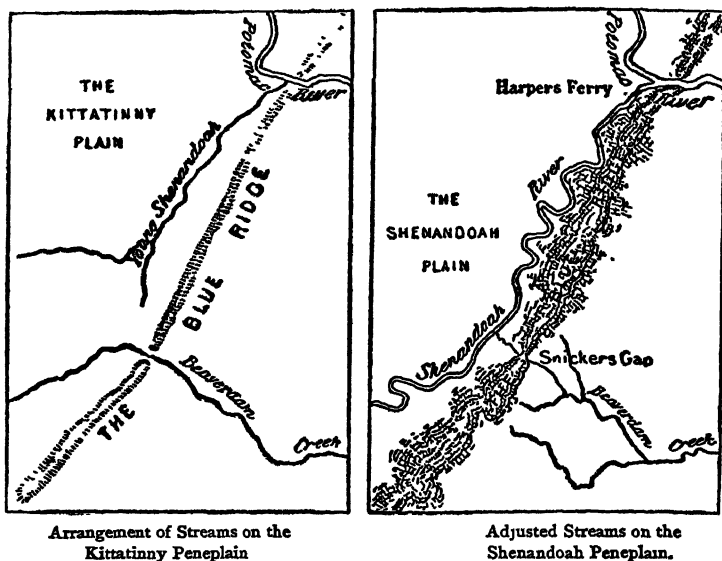 THE
KITTATINNY
PLAIN
Potomac
River
Young Shenandoah
BLUE RIDGE
THE
Beaverdam
Creek
Arrangement of Streams on the
Kittatinny Peneplain
Potomac
Harpers Ferry
River
River
THE
SHENANDOAH
PLAIN
Shenandoah
Snickers Gap
Beaverdam
Creek
Adjusted Streams on the
Shenandoah Peneplain.